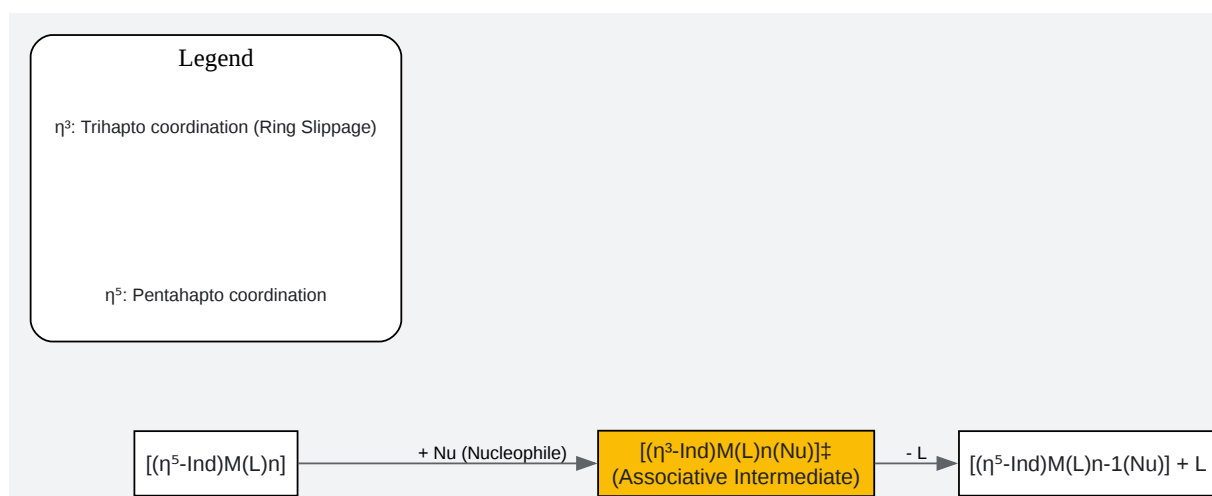 Legend
η³: Trihapto coordination (Ring Slippage)
η⁵: Pentahapto coordination
[(η⁵-Ind)M(L)n]
+ Nu (Nucleophile)
[(η³-Ind)M(L)n(Nu)]‡
(Associative Intermediate)
- L
[(η⁵-Ind)M(L)n-1(Nu)] + L